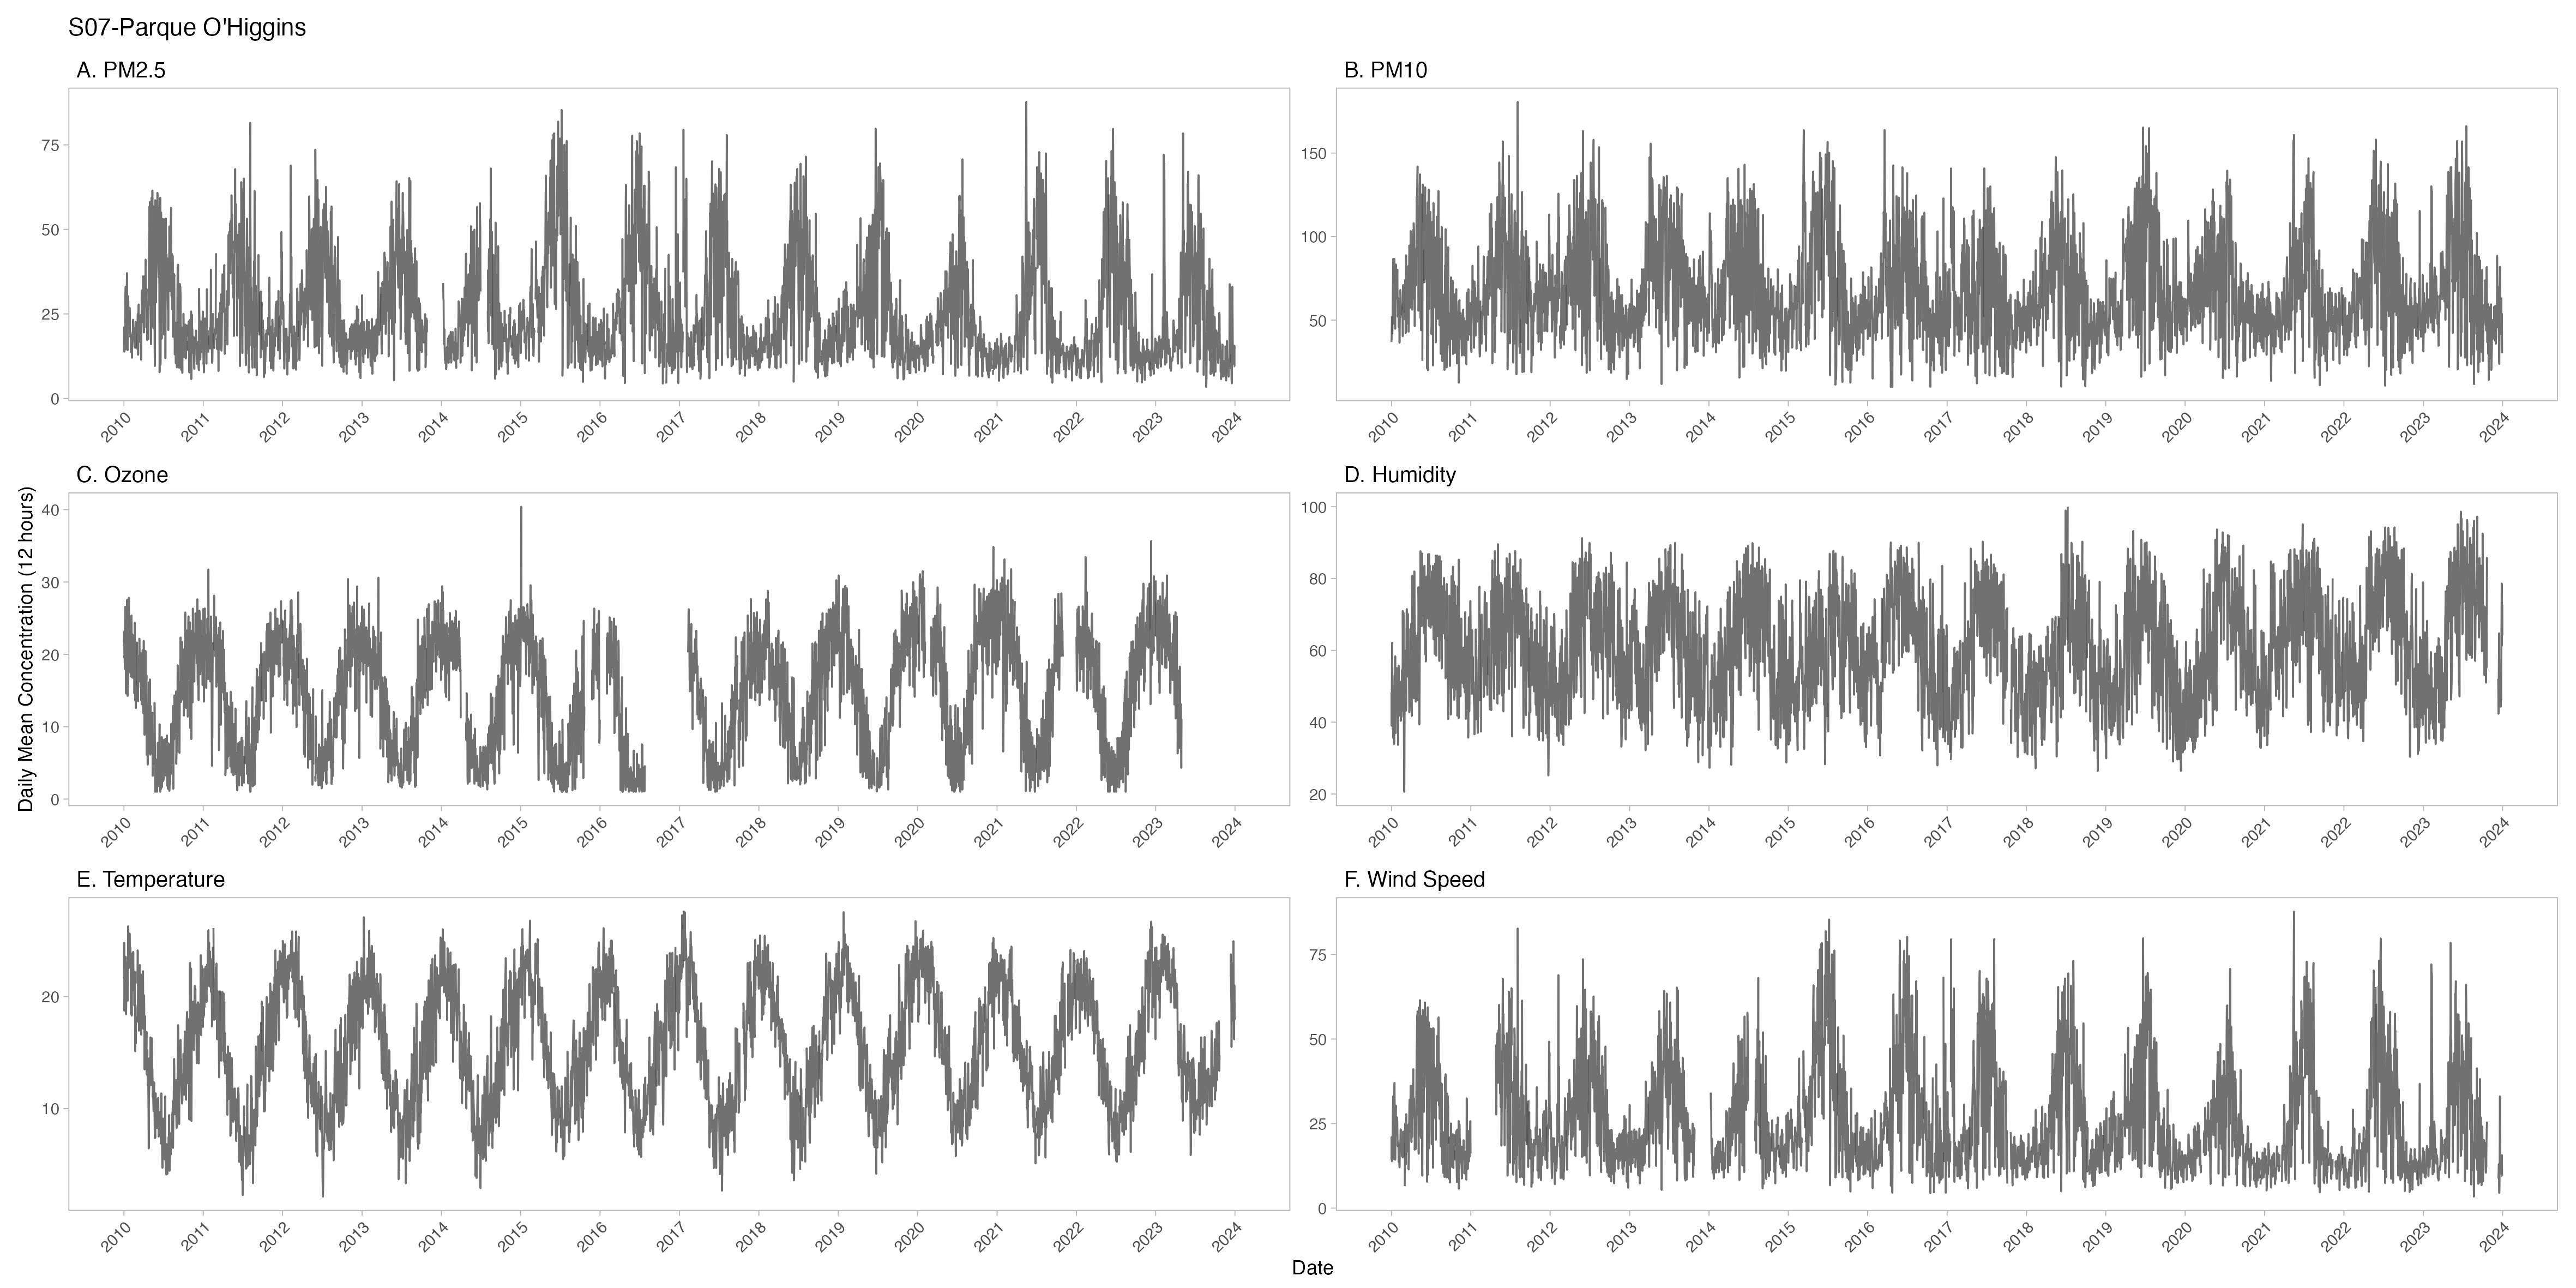 S07-Parque O'Higgins
A. PM2.5
75
50
25
0
2010 2011 2012 2013 2014 2015 2016 2017 2018 2019 2020 2021 2022 2023 2024
B. PM10
150
100
50
2010 2011 2012 2013 2014 2015 2016 2017 2018 2019 2020 2021 2022 2023 2024
Daily Mean Concentration (12 hours)
C. Ozone
40
30
20
10
0
2010 2011 2012 2013 2014 2015 2016 2017 2018 2019 2020 2021 2022 2023 2024
D. Humidity
100
80
60
40
20
2010 2011 2012 2013 2014 2015 2016 2017 2018 2019 2020 2021 2022 2023 2024
E. Temperature
20
10
2010 2011 2012 2013 2014 2015 2016 2017 2018 2019 2020 2021 2022 2023 2024
F. Wind Speed
75
50
25
0
2010 2011 2012 2013 2014 2015 2016 2017 2018 2019 2020 2021 2022 2023 2024
Date